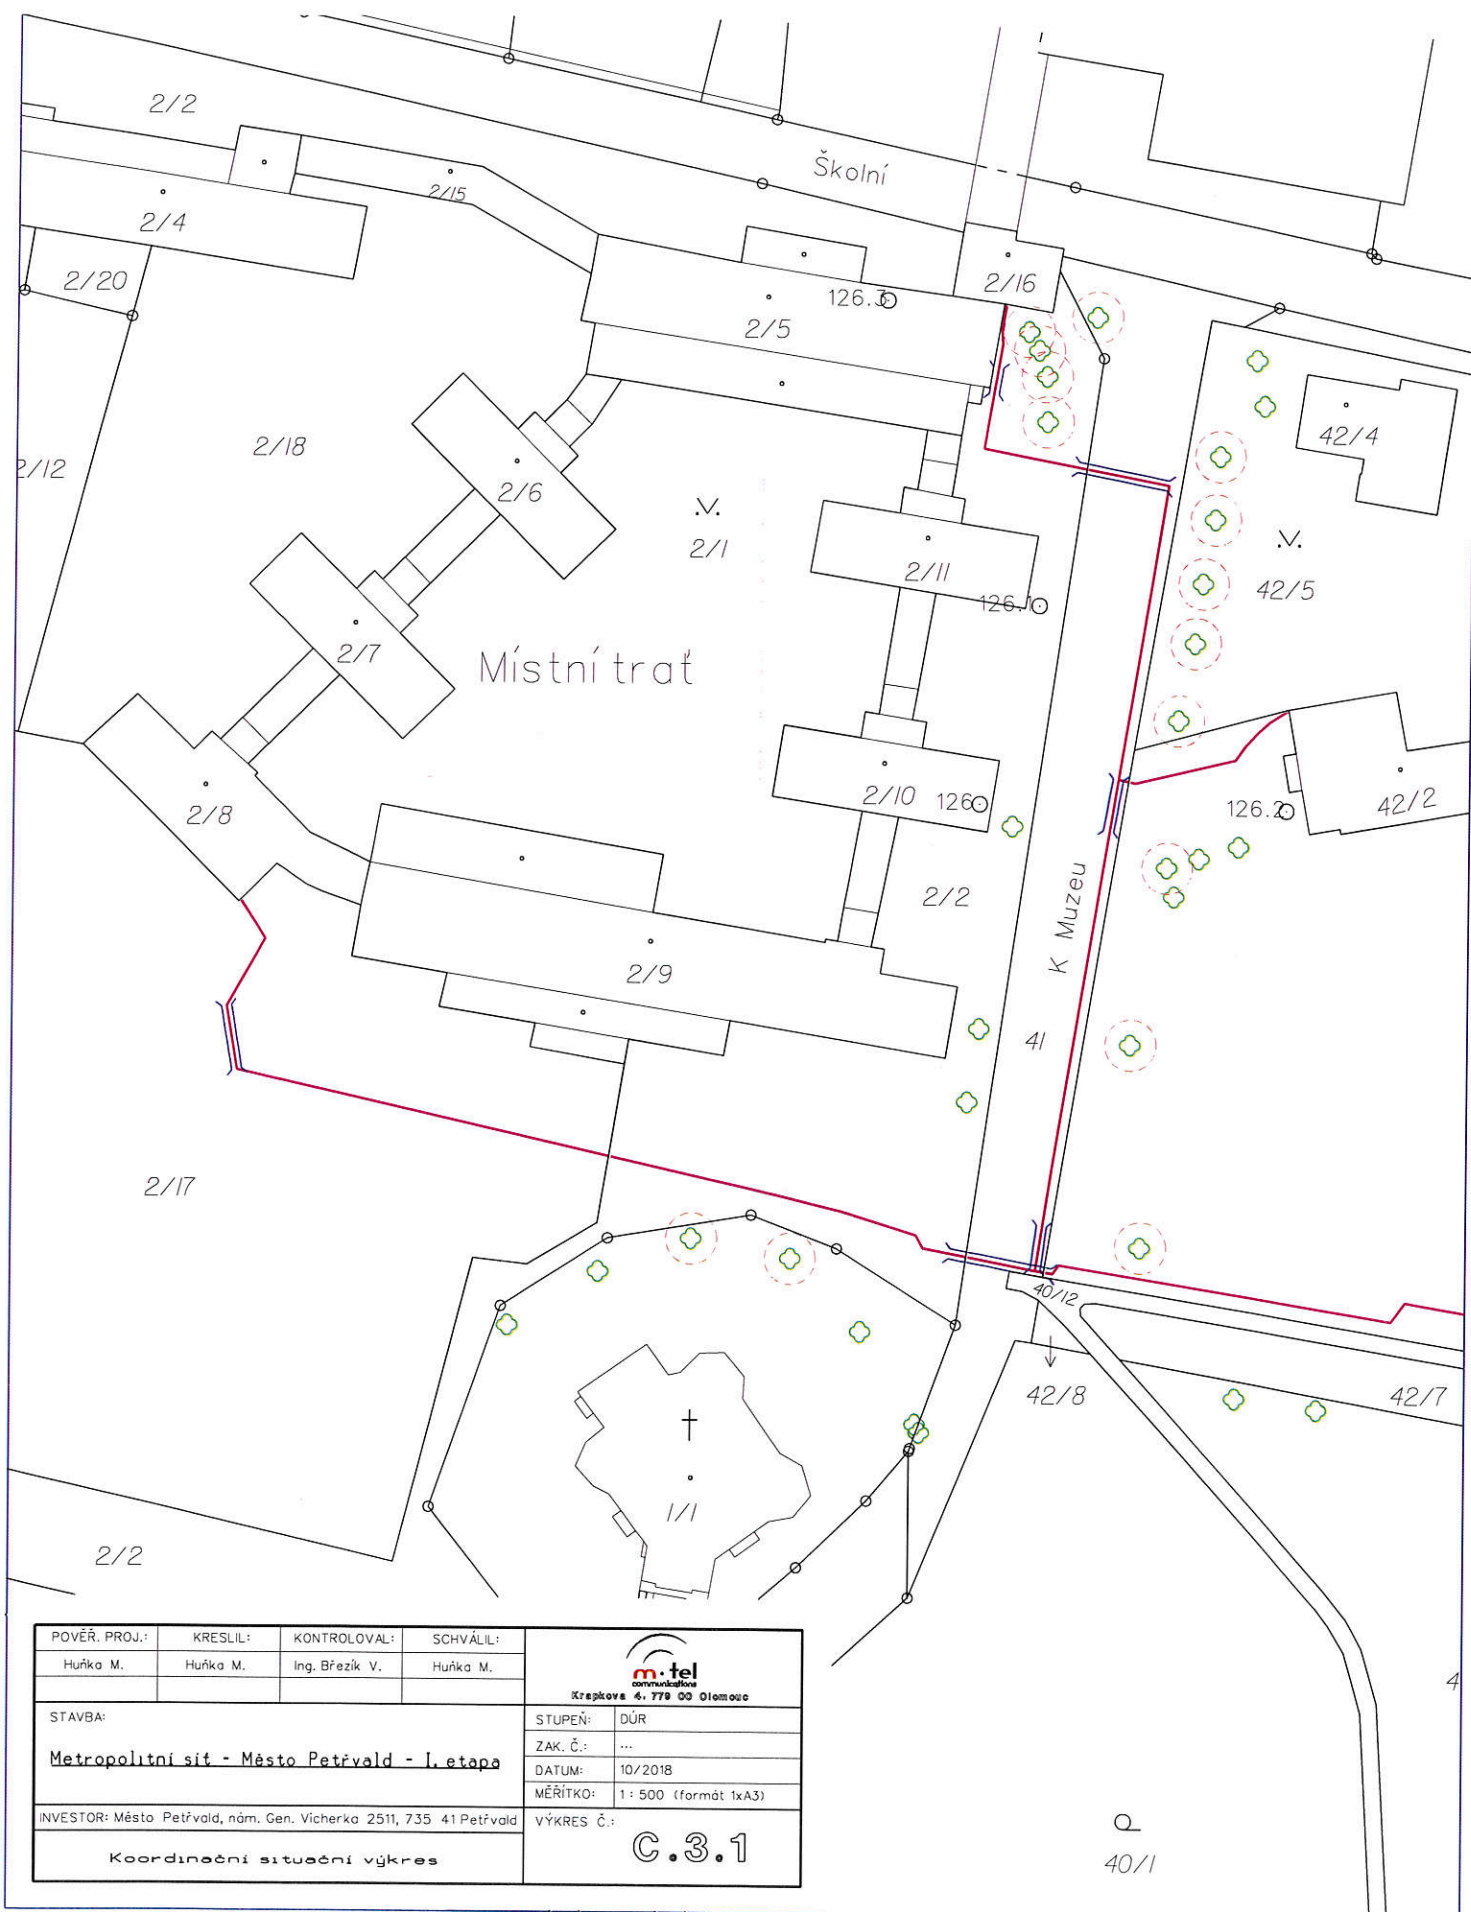 2/2
Školní
2/15
2/4
2/16
2/20
126.3
2/5
42/4
2/18
2/12
2/6
2/1
42/5
2/11
126.1
2/7
Místní trať
2/10
126
126.2
42/2
2/8
2/2
K Muzeu
2/9
41
2/17
40/12
42/8
42/7
1/1
2/2
4
40/1
POVĚŘ. PROJ.: KRESLIL: KONTROLOVAL: SCHVÁLIL:
Huňka M. Huňka M. Ing. Březík V. Huňka M.
m·tel
communications
Krapkova 4, 779 00 Olomouc
STAVBA:
Metropolitní sít - Město Petřvald - I. etapa
STUPEŇ: DÚR
ZAK. Č.: ---
DATUM: 10/2018
MĚŘÍTKO: 1 : 500 (formát 1xA3)
INVESTOR: Město Petřvald, nám. Gen. Vicherka 2511, 735 41 Petřvald
VÝKRES Č.:
C.3.1
Koordinační situační výkres